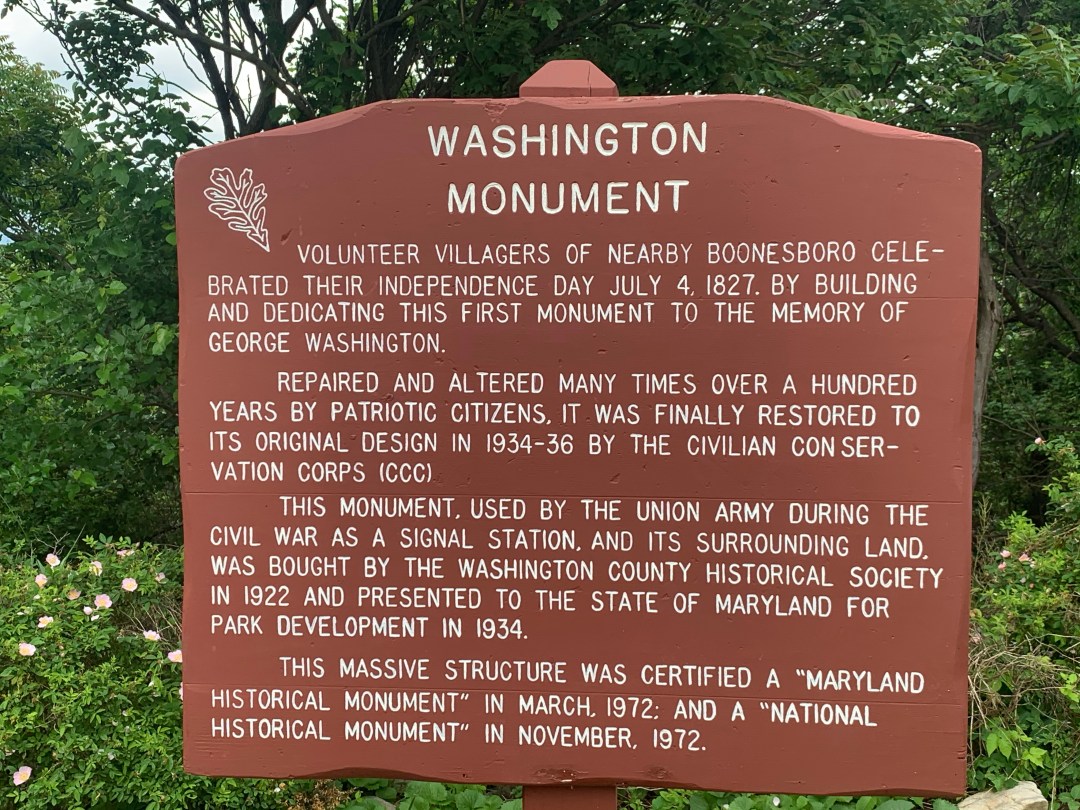 WASHINGTON
MONUMENT
VOLUNTEER VILLAGERS OF NEARBY BOONESBORO CELE-
BRATED THEIR INDEPENDENCE DAY JULY 4, 1827. BY BUILDING
AND DEDICATING THIS FIRST MONUMENT TO THE MEMORY OF
GEORGE WASHINGTON.
REPAIRED AND ALTERED MANY TIMES OVER A HUNDRED
YEARS BY PATRIOTIC CITIZENS, IT WAS FINALLY RESTORED TO
ITS ORIGINAL DESIGN IN 1934-36 BY THE CIVILIAN CONSER-
VATION CORPS (CCC)
THIS MONUMENT, USED BY THE UNION ARMY DURING THE
CIVIL WAR AS A SIGNAL STATION, AND ITS SURROUNDING LAND,
WAS BOUGHT BY THE WASHINGTON COUNTY HISTORICAL SOCIETY
IN 1922 AND PRESENTED TO THE STATE OF MARYLAND FOR
PARK DEVELOPMENT IN 1934.
THIS MASSIVE STRUCTURE WAS CERTIFIED A "MARYLAND
HISTORICAL MONUMENT" IN MARCH, 1972; AND A "NATIONAL
HISTORICAL MONUMENT" IN NOVEMBER, 1972.